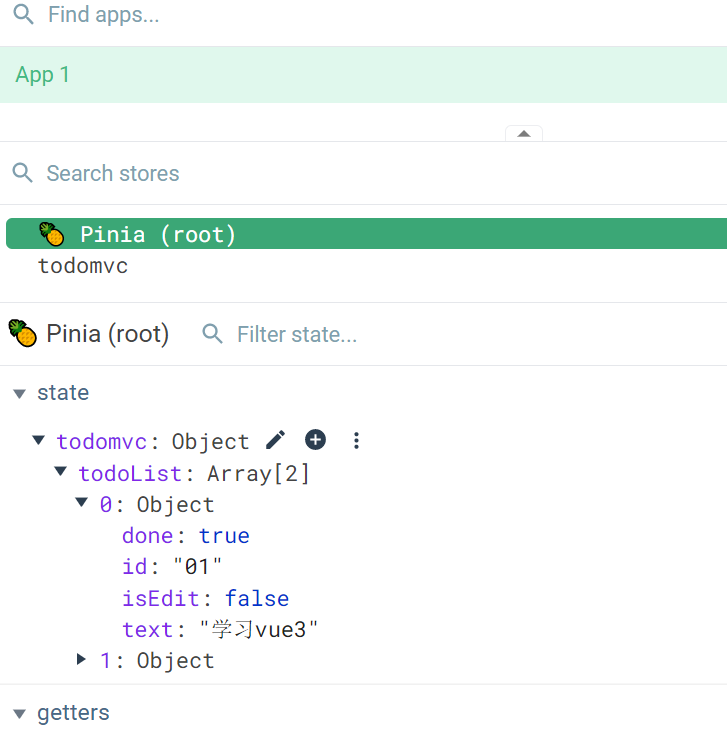 Find apps...
App 1
Search stores
Pinia (root)
todomvc
Pinia (root) Filter state...
state
todomvc: Object
todoList: Array[2]
0: Object
done: true
id: "01"
isEdit: false
text: "学习vue3"
1: Object
getters